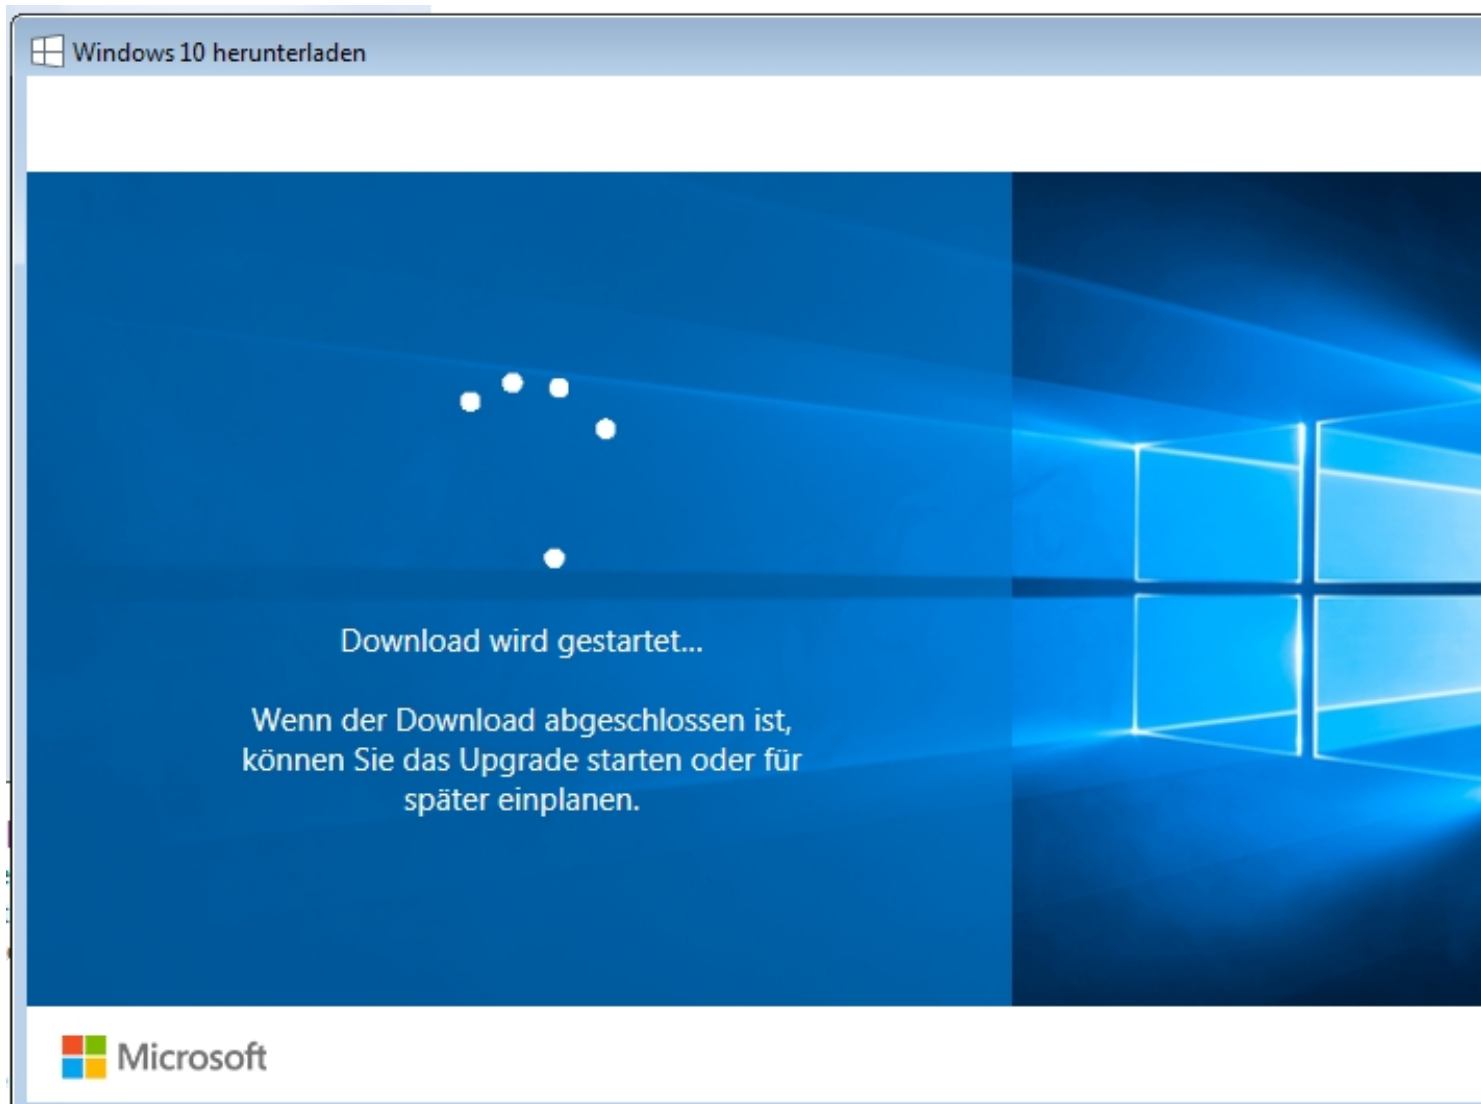 Windows 10 herunterladen
Download wird gestartet...
Wenn der Download abgeschlossen ist,
können Sie das Upgrade starten oder für
später einplanen.
Microsoft